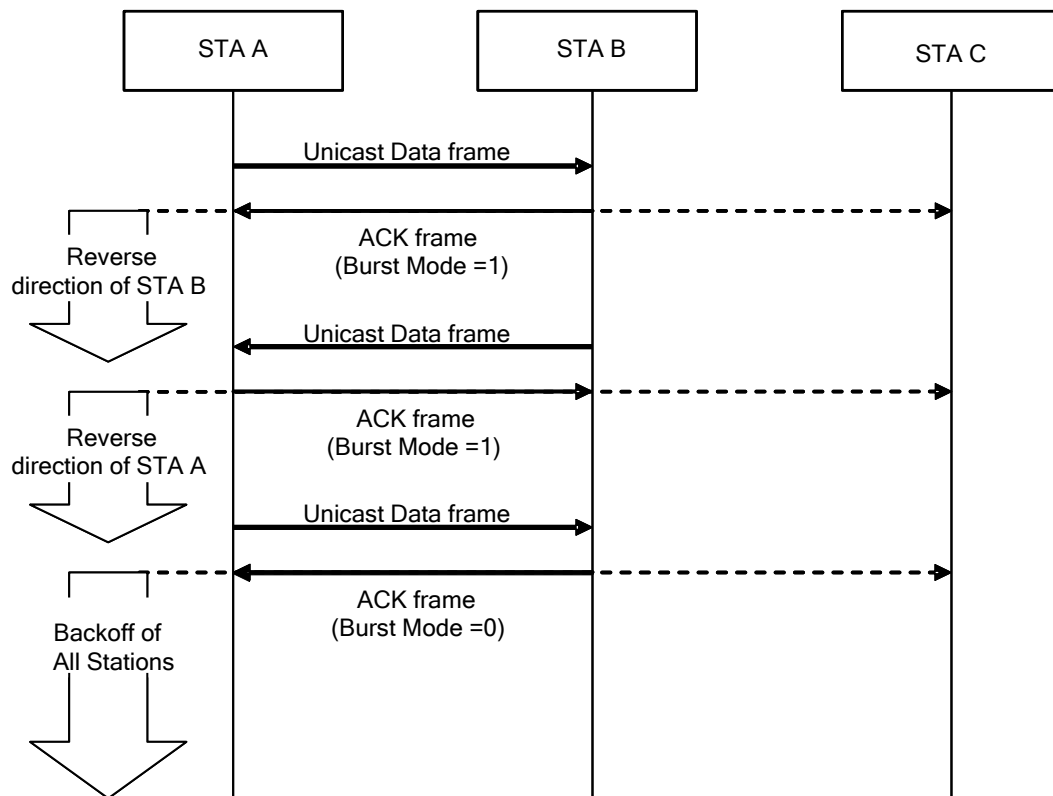 STA A
STA B
STA C
Unicast Data frame
ACK frame
(Burst Mode =1)
Reverse
direction of STA B
Unicast Data frame
ACK frame
(Burst Mode =1)
Reverse
direction of STA A
Unicast Data frame
ACK frame
(Burst Mode =0)
Backoff of
All Stations